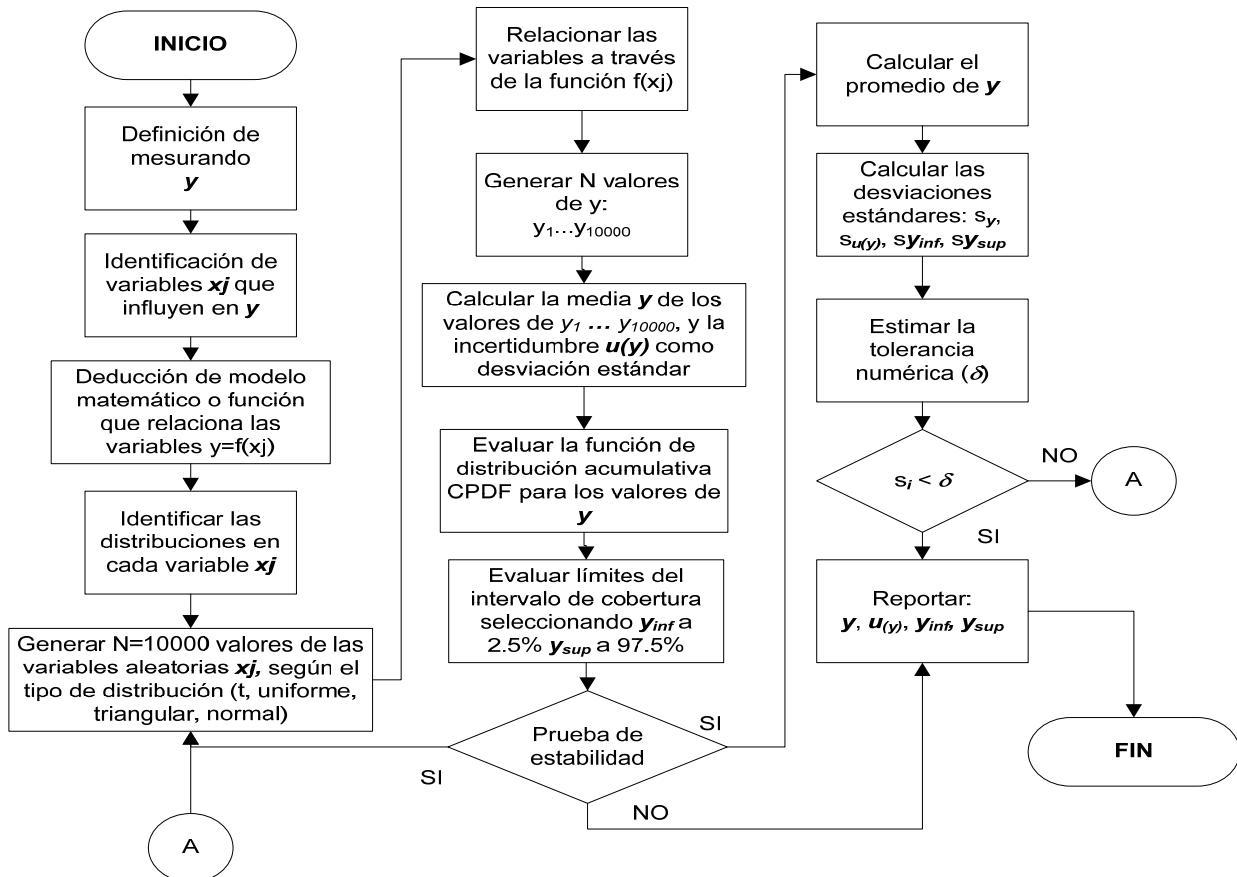 INICIO
Definición de
mesurando
y
Identificación de
variables xj que
influyen en y
Deducción de modelo
matemático o función
que relaciona las
variables y=f(xj)
Identificar las
distribuciones en
cada variable xj
Generar N=10000 valores de las
variables aleatorias xj, según el
tipo de distribución (t, uniforme,
triangular, normal)
A
Relacionar las
variables a través
de la función f(xj)
Generar N valores
de y:
y₁...y₁₀₀₀₀
Calcular la media y de los
valores de y₁ ... y₁₀₀₀₀, y la
incertidumbre u(y) como
desviación estándar
Evaluar la función de
distribución acumulativa
CPDF para los valores de
y
Evaluar límites del
intervalo de cobertura
seleccionando yinf a
2.5% ysup a 97.5%
Prueba de
estabilidad
SI
SI
NO
Calcular el
promedio de y
Calcular las
desviaciones
estándares: sy,
su(y), syinf, sysup
Estimar la
tolerancia
numérica (δ)
si < δ
NO
A
SI
Reportar:
y, u(y), yinf, ysup
FIN